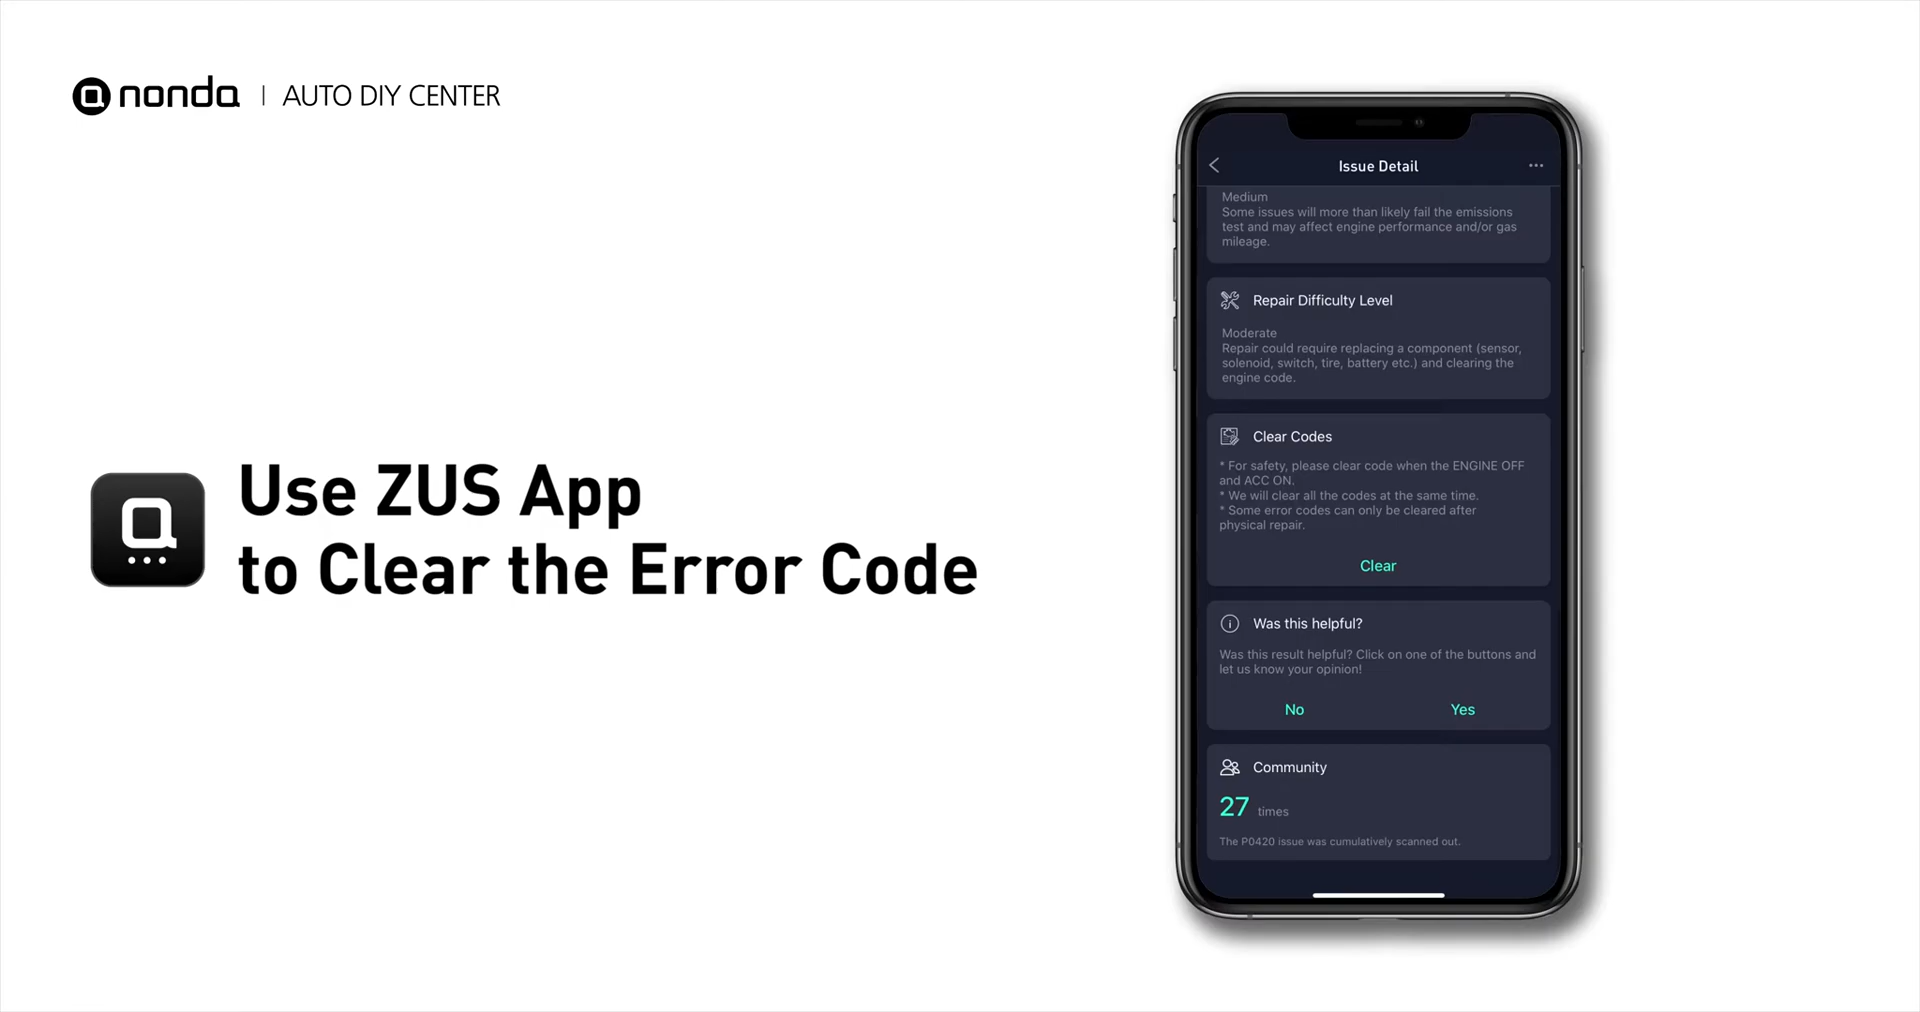 nonda | AUTO DIY CENTER
Use ZUS App
to Clear the Error Code
Issue Detail
Medium
Some issues will more than likely fail the emissions
test and may affect engine performance and/or gas
mileage.
Repair Difficulty Level
Moderate
Repair could require replacing a component (sensor,
solenoid, switch, tire, battery etc.) and clearing the
engine code.
Clear Codes
* For safety, please clear code when the ENGINE OFF
and ACC ON.
* We will clear all the codes at the same time.
* Some error codes can only be cleared after
physical repair.
Clear
Was this helpful?
Was this result helpful? Click on one of the buttons and
let us know your opinion!
No Yes
Community
27 times
The P0420 issue was cumulatively scanned out.